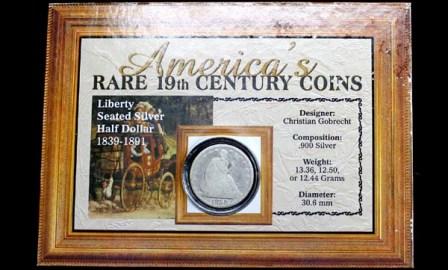 America's
RARE 19th CENTURY COINS
Liberty
Seated Silver
Half Dollar
1839-1891
Designer:
Christian Gobrecht
Composition:
.900 Silver
Weight:
13.36, 12.50,
or 12.44 Grams
Diameter:
30.6 mm